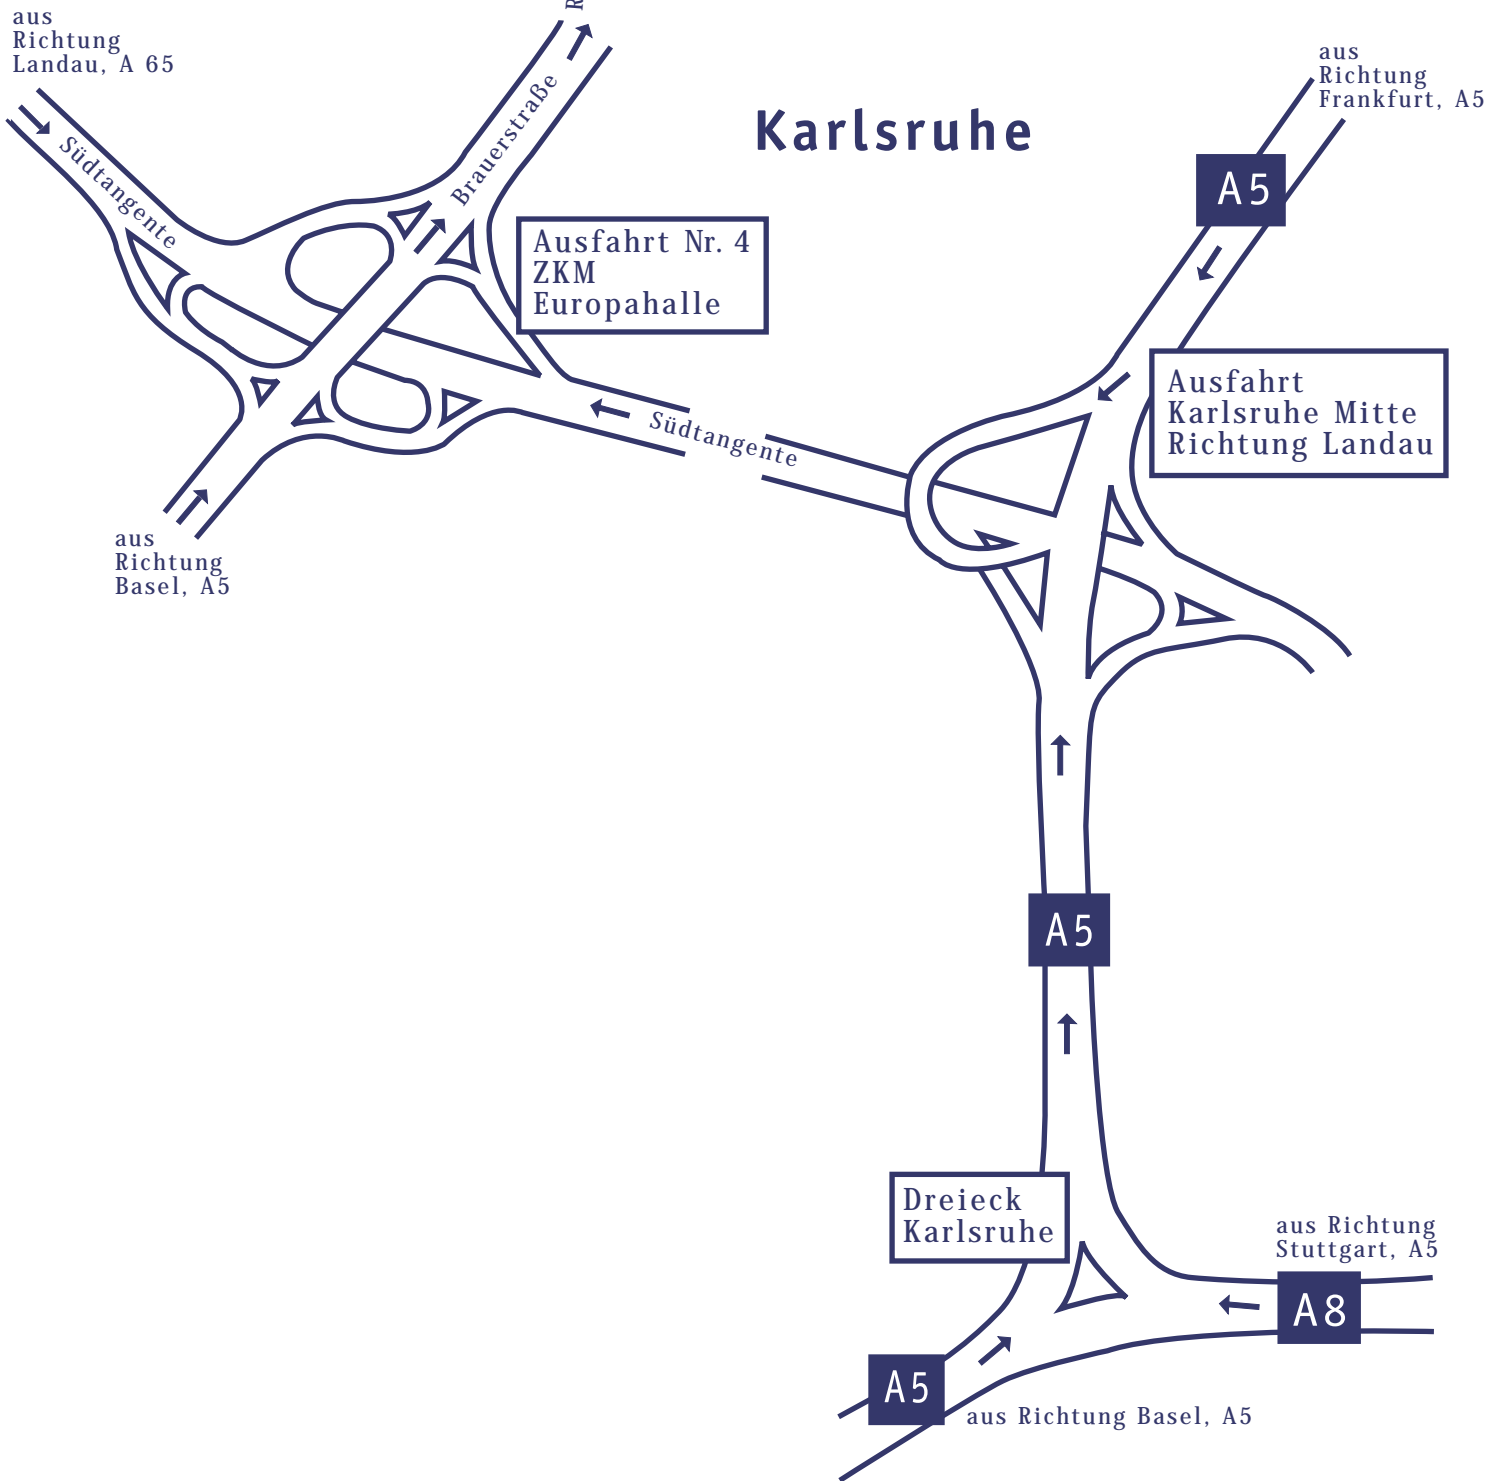 aus
Richtung
Landau, A 65
Südtangente
Brauerstraße
Karlsruhe
aus
Richtung
Frankfurt, A5
A5
Ausfahrt Nr. 4
ZKM
Europahalle
Ausfahrt
Karlsruhe Mitte
Richtung Landau
Südtangente
aus
Richtung
Basel, A5
A5
Dreieck
Karlsruhe
aus Richtung
Stuttgart, A5
A8
A5
aus Richtung Basel, A5